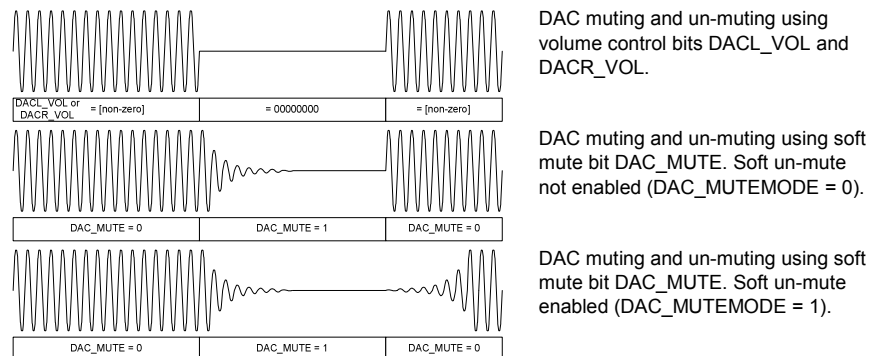 DAC muting and un-muting using
volume control bits DACL_VOL and
DACR_VOL.
DACL_VOL or
DACR_VOL
= [non-zero]
= 00000000
= [non-zero]
DAC muting and un-muting using soft
mute bit DAC_MUTE. Soft un-mute
not enabled (DAC_MUTEMODE = 0).
DAC_MUTE = 0
DAC_MUTE = 1
DAC_MUTE = 0
DAC muting and un-muting using soft
mute bit DAC_MUTE. Soft un-mute
enabled (DAC_MUTEMODE = 1).
DAC_MUTE = 0
DAC_MUTE = 1
DAC_MUTE = 0